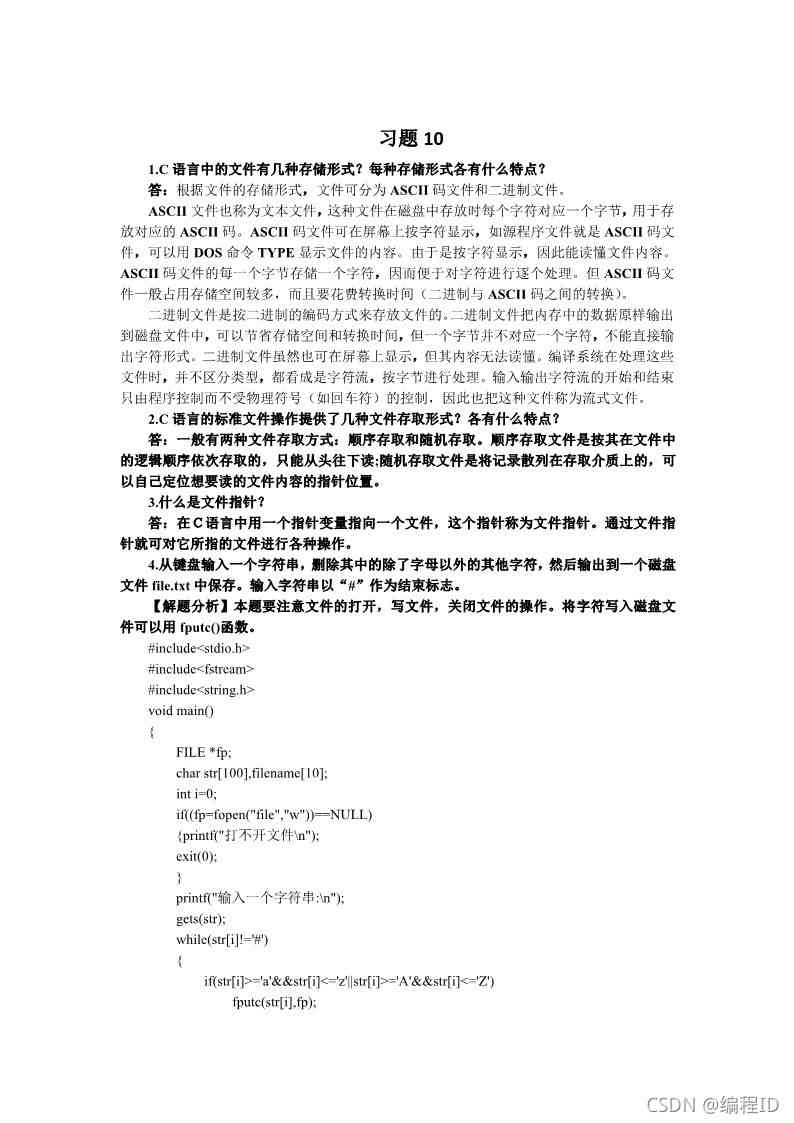 习题 10
1.C 语言中的文件有几种存储形式？每种存储形式各有什么特点？
答：根据文件的存储形式，文件可分为 ASCII 码文件和二进制文件。
ASCII 文件也称为文本文件，这种文件在磁盘中存放时每个字符对应一个字节，用于存
放对应的 ASCII 码。ASCII 码文件可在屏幕上按字符显示，如源程序文件就是 ASCII 码文
件，可以用 DOS 命令 TYPE 显示文件的内容。由于是按字符显示，因此能读懂文件内容。
ASCII 码文件的每一个字节存储一个字符，因而便于对字符进行逐个处理。但 ASCII 码文
件一般占用存储空间较多，而且要花费转换时间（二进制与 ASCII 码之间的转换）。
二进制文件是按二进制的编码方式来存放文件的。二进制文件把内存中的数据原样输出
到磁盘文件中，可以节省存储空间和转换时间，但一个字节并不对应一个字符，不能直接输
出字符形式。二进制文件虽然也可在屏幕上显示，但其内容无法读懂。编译系统在处理这些
文件时，并不区分类型，都看成是字符流，按字节进行处理。输入输出字符流的开始和结束
只由程序控制而不受物理符号（如回车符）的控制，因此也把这种文件称为流式文件。
2.C 语言的标准文件操作提供了几种文件存取形式？各有什么特点？
答：一般有两种文件存取方式：顺序存取和随机存取。顺序存取文件是按其在文件中
的逻辑顺序依次存取的，只能从头往下读;随机存取文件是将记录散列在存取介质上的，可
以自己定位想要读的文件内容的指针位置。
3.什么是文件指针？
答：在Ｃ语言中用一个指针变量指向一个文件，这个指针称为文件指针。通过文件指
针就可对它所指的文件进行各种操作。
4.从键盘输入一个字符串，删除其中的除了字母以外的其他字符，然后输出到一个磁盘
文件 file.txt 中保存。输入字符串以“#”作为结束标志。
【解题分析】本题要注意文件的打开，写文件，关闭文件的操作。将字符写入磁盘文
件可以用 fputc()函数。
#include<stdio.h>
#include<fstream>
#include<string.h>
void main()
{
FILE *fp;
char str[100],filename[10];
int i=0;
if((fp=fopen("file","w"))==NULL)
{printf("打不开文件\n");
exit(0);
}
printf("输入一个字符串:\n");
gets(str);
while(str[i]!='#')
{
if(str[i]>='a'&&str[i]<='z'||str[i]>='A'&&str[i]<='Z')
fputc(str[i],fp);
CSDN @编程ID